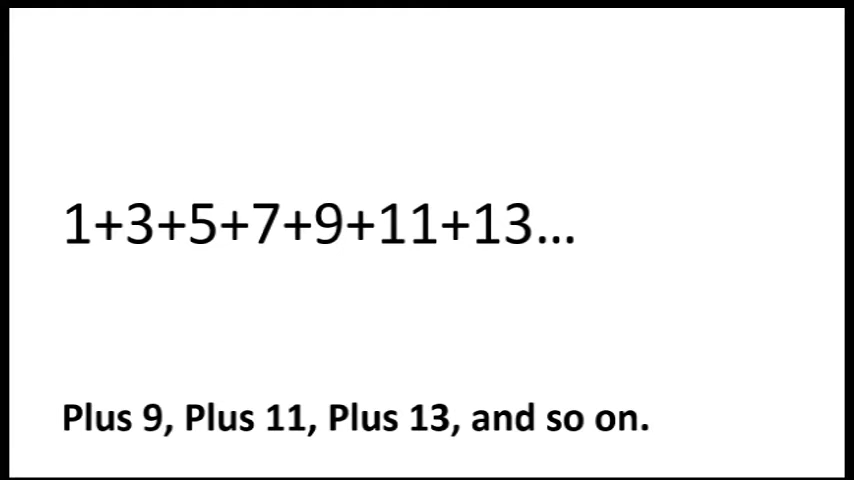 1+3+5+7+9+11+13...
Plus 9, Plus 11, Plus 13, and so on.